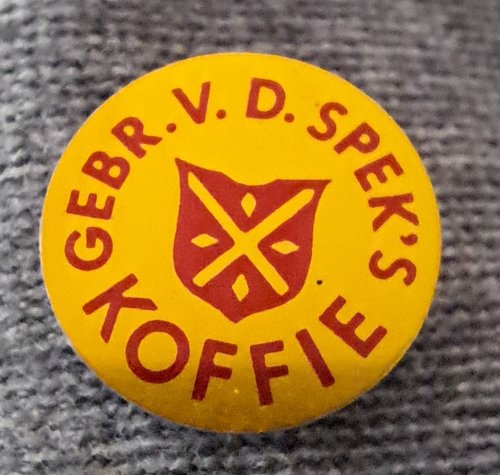 GEBR. V. D. SPEK'S
KOFFIE